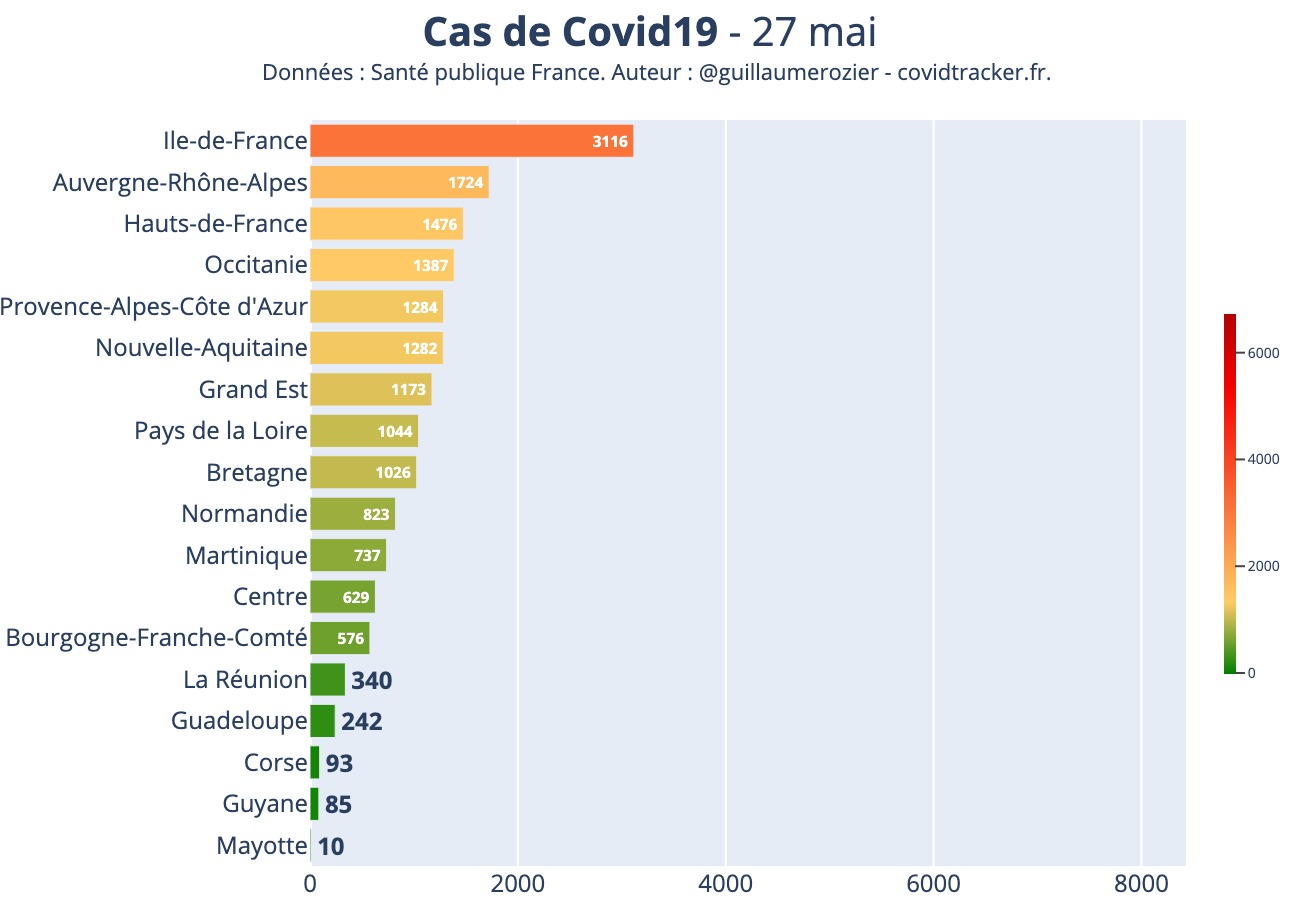 Cas de Covid19 - 27 mai
Données : Santé publique France. Auteur : @guillaumerozier - covidtracker.fr.
Ile-de-France 3116
Auvergne-Rhône-Alpes 1724
Hauts-de-France 1476
Occitanie 1387
Provence-Alpes-Côte d'Azur 1284
Nouvelle-Aquitaine 1282
Grand Est 1173
Pays de la Loire 1044
Bretagne 1026
Normandie 823
Martinique 737
Centre 629
Bourgogne-Franche-Comté 576
La Réunion 340
Guadeloupe 242
Corse 93
Guyane 85
Mayotte 10
0 2000 4000 6000 8000
6000
4000
2000
0